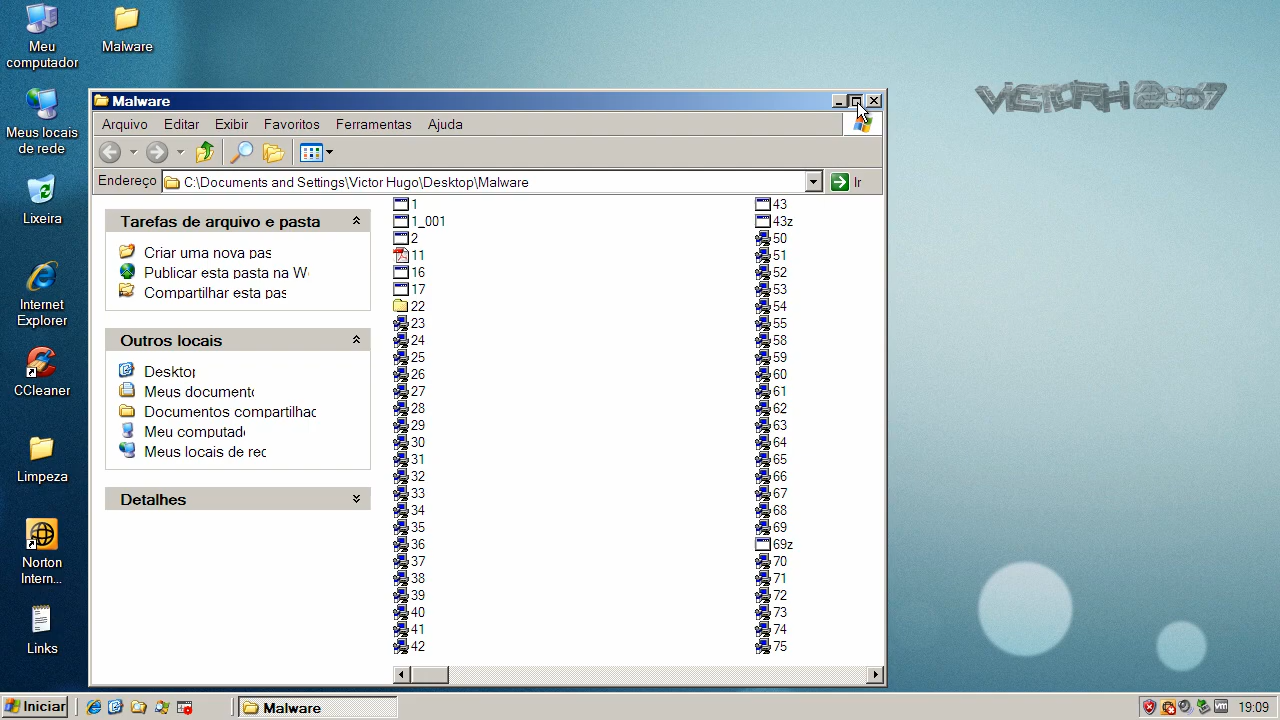 Meu
computador
Malware
VICTORH 2007
Meus locais
de rede
Lixeira
Internet
Explorer
CCleaner
Limpeza
Norton
Intern...
Links
Malware
Arquivo Editar Exibir Favoritos Ferramentas Ajuda
Endereço C:\Documents and Settings\Victor Hugo\Desktop\Malware Ir
Tarefas de arquivo e pasta
Criar uma nova pas
Publicar esta pasta na W
Compartilhar esta pas
Outros locais
Desktop
Meus documento
Documentos compartilhad
Meu computado
Meus locais de red
Detalhes
1
1_001
2
11
16
17
22
23
24
25
26
27
28
29
30
31
32
33
34
35
36
37
38
39
40
41
42
43
43z
50
51
52
53
54
55
58
59
60
61
62
63
64
65
66
67
68
69
69z
70
71
72
73
74
75
Iniciar
Malware
19:09